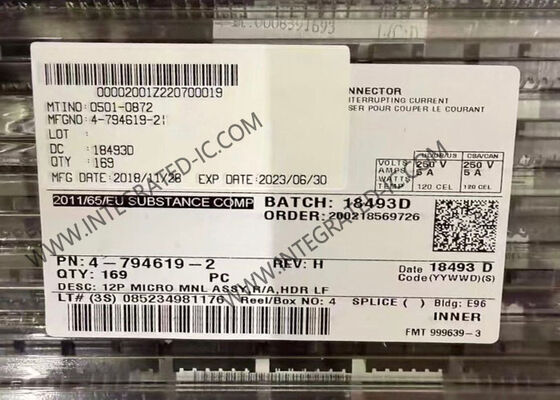 0000200 1Z220700019
MTINO: 0501-0872
MFGNO: 4-794619-2
LOT :
DC : 18493D
QTY : 169
MFG DATE: 2018/11/28 EXP DATE: 2023/06/30
NNECTOR
INTERRUPTING CURRENT
SER POUR COUPER LE COURANT
VOLTS 250 V 250 V
AMPS 5 A 5 A
WATTS
TEMP 120 CEL 120 CEL
CSA/CAN
2011/65/EU SUBSTANCE COMP
BATCH: 18493D
ORDER: 200218569726
PN: 4-794619-2 REV: H
QTY: 169 PC
Date 18493 D
Code (YYWWD)(S)
DESC: 12P MICRO MNL ASSY,R/A,HDR LF
LT# (3S) 085234981176 Reel/Box NO: 4 SPLICE ( ) Bldg: E96
INNER
FMT 999639-3
WWW.INTEGRATED-IC.COM